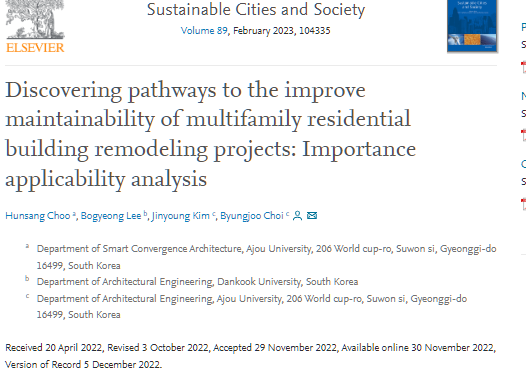 Sustainable Cities and Society
Volume 89, February 2023, 104335
ELSEVIER
Discovering pathways to the improve
maintainability of multifamily residential
building remodeling projects: Importance
applicability analysis
Hunsang Choo a, Bogyeong Lee b, Jinyoung Kim c, Byungjoo Choi c
a Department of Smart Convergence Architecture, Ajou University, 206 World cup-ro, Suwon si, Gyeonggi-do
16499, South Korea
b Department of Architectural Engineering, Dankook University, South Korea
c Department of Architectural Engineering, Ajou University, 206 World cup-ro, Suwon si, Gyeonggi-do
16499, South Korea
Received 20 April 2022, Revised 3 October 2022, Accepted 29 November 2022, Available online 30 November 2022,
Version of Record 5 December 2022.